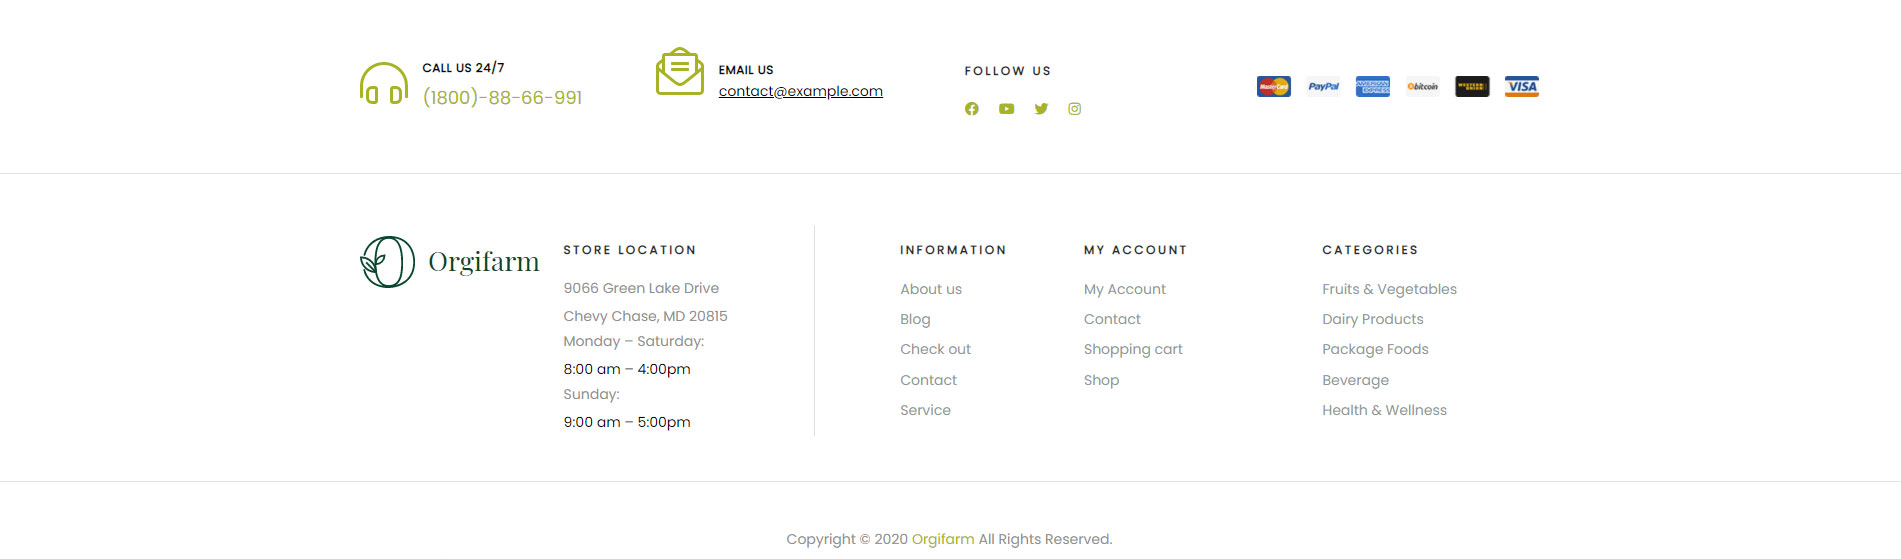 CALL US 24/7
(1800)-88-66-991
EMAIL US
contact@example.com
FOLLOW US
MasterCard
PayPal
AMERICAN EXPRESS
bitcoin
WESTERN UNION
VISA
Orgifarm
STORE LOCATION
9066 Green Lake Drive
Chevy Chase, MD 20815
Monday – Saturday:
8:00 am – 4:00pm
Sunday:
9:00 am – 5:00pm
INFORMATION
About us
Blog
Check out
Contact
Service
MY ACCOUNT
My Account
Contact
Shopping cart
Shop
CATEGORIES
Fruits & Vegetables
Dairy Products
Package Foods
Beverage
Health & Wellness
Copyright © 2020 Orgifarm All Rights Reserved.